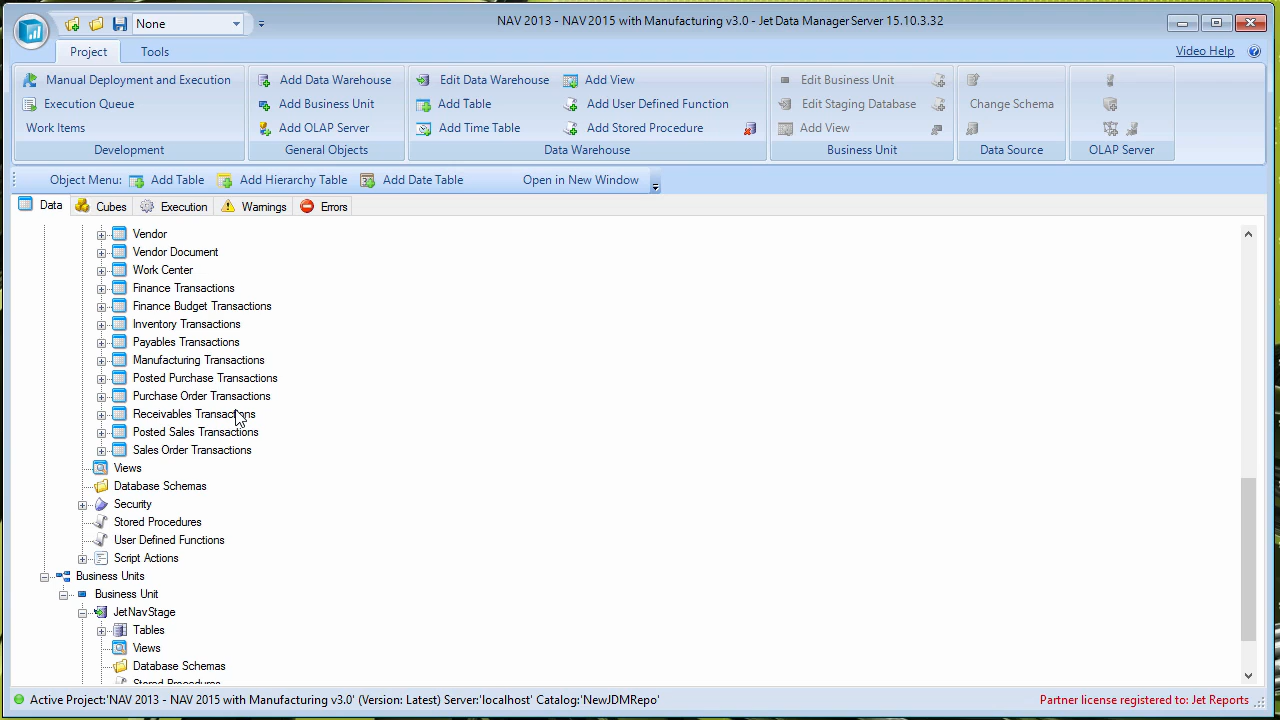 NAV 2013 - NAV 2015 with Manufacturing v3.0 - Jet Data Manager Server 15.10.3.32
None
Project Tools Video Help
Manual Deployment and Execution Add Data Warehouse Edit Data Warehouse Add View Edit Business Unit
Execution Queue Add Business Unit Add Table Add User Defined Function Edit Staging Database Change Schema
Work Items Add OLAP Server Add Time Table Add Stored Procedure Add View
Development General Objects Data Warehouse Business Unit Data Source OLAP Server
Object Menu: Add Table Add Hierarchy Table Add Date Table Open in New Window
Data Cubes Execution Warnings Errors
Vendor
Vendor Document
Work Center
Finance Transactions
Finance Budget Transactions
Inventory Transactions
Payables Transactions
Manufacturing Transactions
Posted Purchase Transactions
Purchase Order Transactions
Receivables Transactions
Posted Sales Transactions
Sales Order Transactions
Views
Database Schemas
Security
Stored Procedures
User Defined Functions
Script Actions
Business Units
Business Unit
JetNavStage
Tables
Views
Database Schemas
Stored Procedures
Active Project:'NAV 2013 - NAV 2015 with Manufacturing v3.0' (Version: Latest) Server:'localhost' Catalog:'NewJDMRepo' Partner license registered to: Jet Reports